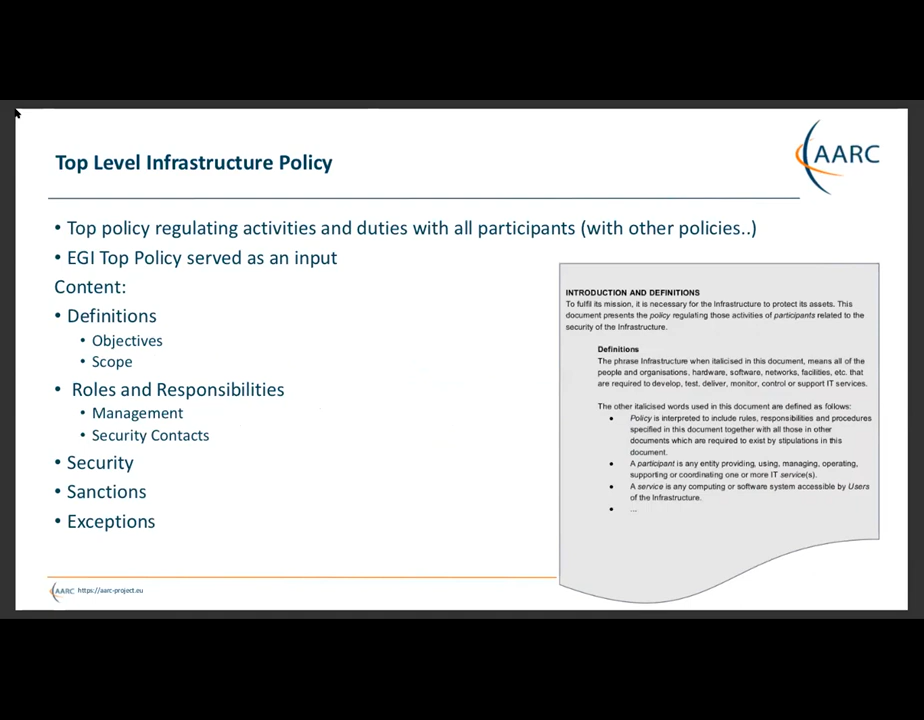 Top Level Infrastructure Policy
AARC
• Top policy regulating activities and duties with all participants (with other policies..)
• EGI Top Policy served as an input
Content:
• Definitions
• Objectives
• Scope
• Roles and Responsibilities
• Management
• Security Contacts
• Security
• Sanctions
• Exceptions
INTRODUCTION AND DEFINITIONS
To fulfil its mission, it is necessary for the Infrastructure to protect its assets. This
document presents the policy regulating those activities of participants related to the
security of the Infrastructure.
Definitions
The phrase Infrastructure when italicised in this document, means all of the
people and organisations, hardware, software, networks, facilities, etc. that
are required to develop, test, deliver, monitor, control or support IT services.
The other italicised words used in this document are defined as follows:
• Policy is interpreted to include rules, responsibilities and procedures
specified in this document together with all those in other
documents which are required to exist by stipulations in this
document.
• A participant is any entity providing, using, managing, operating,
supporting or coordinating one or more IT service(s).
• A service is any computing or software system accessible by Users
of the Infrastructure.
• ...
AARC https://aarc-project.eu